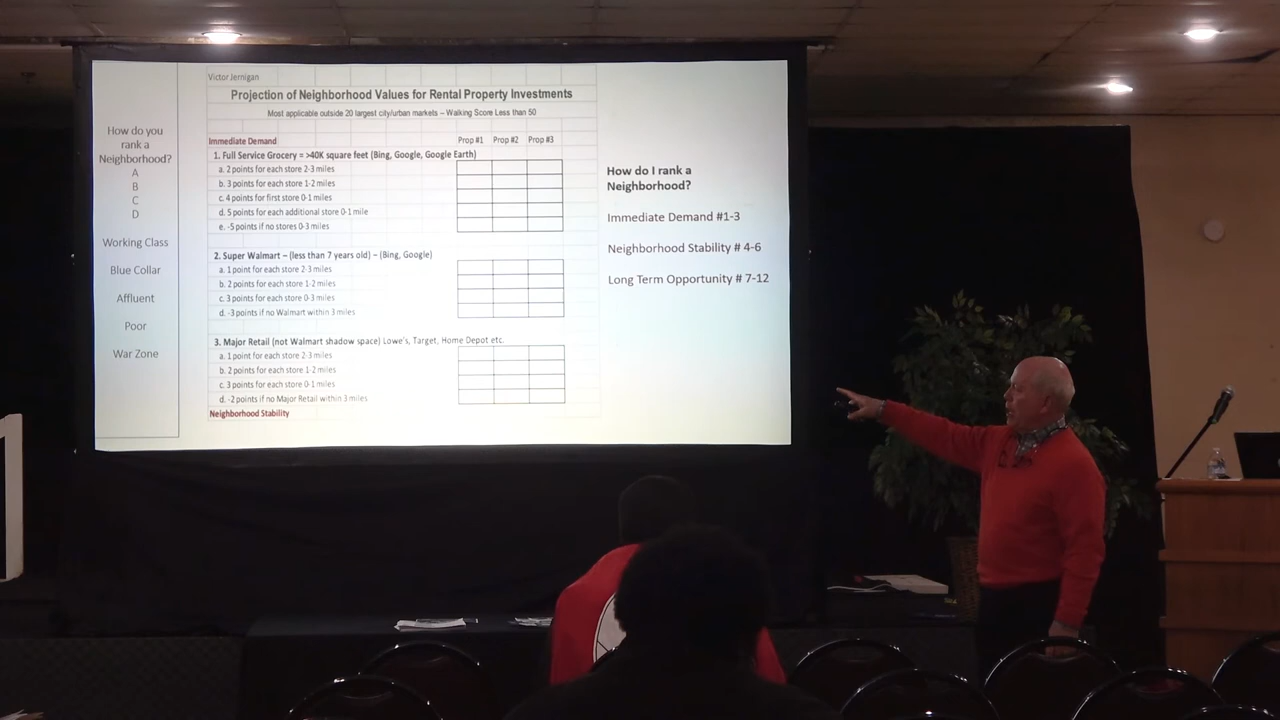 How do you
rank a
Neighborhood?
A
B
C
D
Working Class
Blue Collar
Affluent
Poor
War Zone
Victor Jernigan
Projection of Neighborhood Values for Rental Property Investments
Most applicable outside 20 largest city/urban markets – Walking Score Less than 50
Immediate Demand Prop #1 Prop #2 Prop #3
1. Full Service Grocery = >40K square feet (Bing, Google, Google Earth)
a. 2 points for each store 2-3 miles
b. 3 points for each store 1-2 miles
c. 4 points for first store 0-1 miles
d. 5 points for each additional store 0-1 mile
e. -5 points if no stores 0-3 miles
2. Super Walmart – (less than 7 years old) – (Bing, Google)
a. 1 point for each store 2-3 miles
b. 2 points for each store 1-2 miles
c. 3 points for each store 0-3 miles
d. -3 points if no Walmart within 3 miles
3. Major Retail (not Walmart shadow space) Lowe's, Target, Home Depot etc.
a. 1 point for each store 2-3 miles
b. 2 points for each store 1-2 miles
c. 3 points for each store 0-1 miles
d. -2 points if no Major Retail within 3 miles
Neighborhood Stability
How do I rank a
Neighborhood?
Immediate Demand #1-3
Neighborhood Stability # 4-6
Long Term Opportunity # 7-12